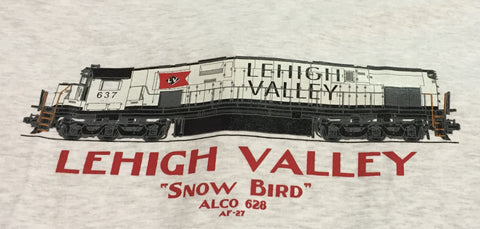 637
LV
LEHIGH
VALLEY
LEHIGH VALLEY
"SNOW BIRD"
ALCO 628
AF-27